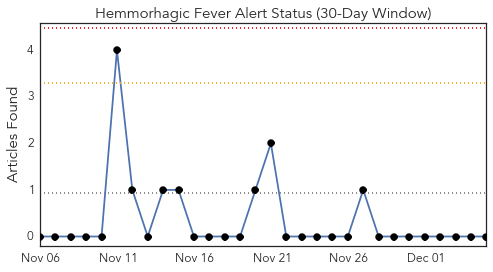 Hemmorhagic Fever Alert Status (30-Day Window)
Articles Found
4
3
2
1
0
Nov 06 Nov 11 Nov 16 Nov 21 Nov 26 Dec 01